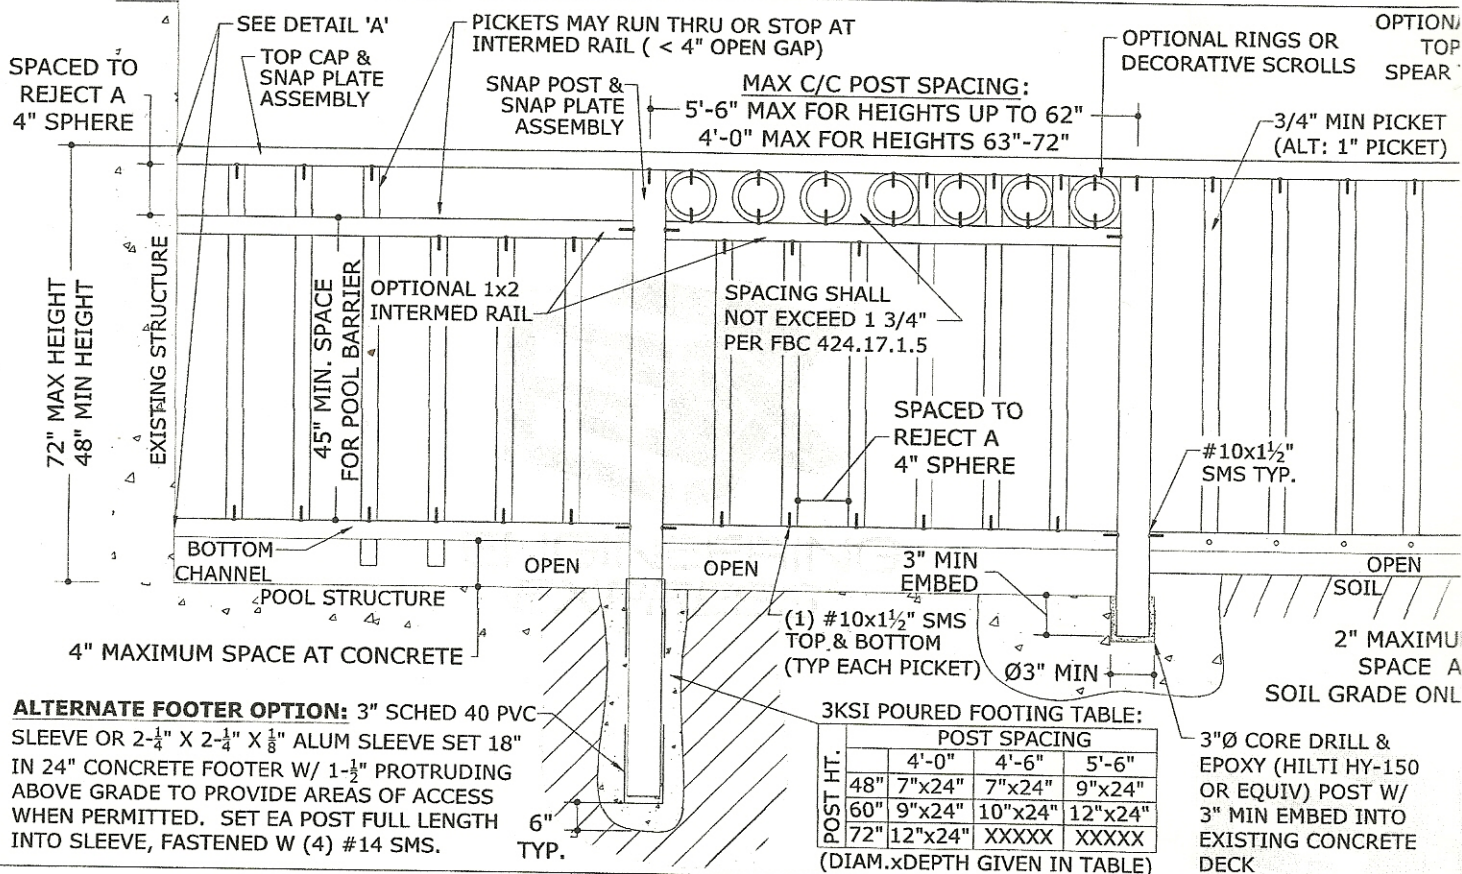 SEE DETAIL 'A'
TOP CAP &
SNAP PLATE
ASSEMBLY
SPACED TO
REJECT A
4" SPHERE
PICKETS MAY RUN THRU OR STOP AT
INTERMED RAIL ( < 4" OPEN GAP)
SNAP POST &
SNAP PLATE
ASSEMBLY
MAX C/C POST SPACING:
5'-6" MAX FOR HEIGHTS UP TO 62"
4'-0" MAX FOR HEIGHTS 63"-72"
OPTIONAL RINGS OR
DECORATIVE SCROLLS
OPTIONA
TOP
SPEAR
3/4" MIN PICKET
(ALT: 1" PICKET)
72" MAX HEIGHT
48" MIN HEIGHT
EXISTING STRUCTURE
45" MIN. SPACE
FOR POOL BARRIER
OPTIONAL 1x2
INTERMED RAIL
SPACING SHALL
NOT EXCEED 1 3/4"
PER FBC 424.17.1.5
SPACED TO
REJECT A
4" SPHERE
#10x1½"
SMS TYP.
BOTTOM
CHANNEL
OPEN
OPEN
3" MIN
EMBED
OPEN
SOIL
POOL STRUCTURE
4" MAXIMUM SPACE AT CONCRETE
(1) #10x1½" SMS
TOP & BOTTOM
(TYP EACH PICKET)
Ø3" MIN
2" MAXIMU
SPACE A
SOIL GRADE ONL
ALTERNATE FOOTER OPTION: 3" SCHED 40 PVC
SLEEVE OR 2-¼" X 2-¼" X ⅛" ALUM SLEEVE SET 18"
IN 24" CONCRETE FOOTER W/ 1-½" PROTRUDING
ABOVE GRADE TO PROVIDE AREAS OF ACCESS
WHEN PERMITTED. SET EA POST FULL LENGTH
INTO SLEEVE, FASTENED W (4) #14 SMS.
6"
TYP.
3KSI POURED FOOTING TABLE:
POST SPACING
POST HT.
4'-0" 4'-6" 5'-6"
48" 7"x24" 7"x24" 9"x24"
60" 9"x24" 10"x24" 12"x24"
72" 12"x24" XXXXX XXXXX
(DIAM.xDEPTH GIVEN IN TABLE)
3"Ø CORE DRILL &
EPOXY (HILTI HY-150
OR EQUIV) POST W/
3" MIN EMBED INTO
EXISTING CONCRETE
DECK